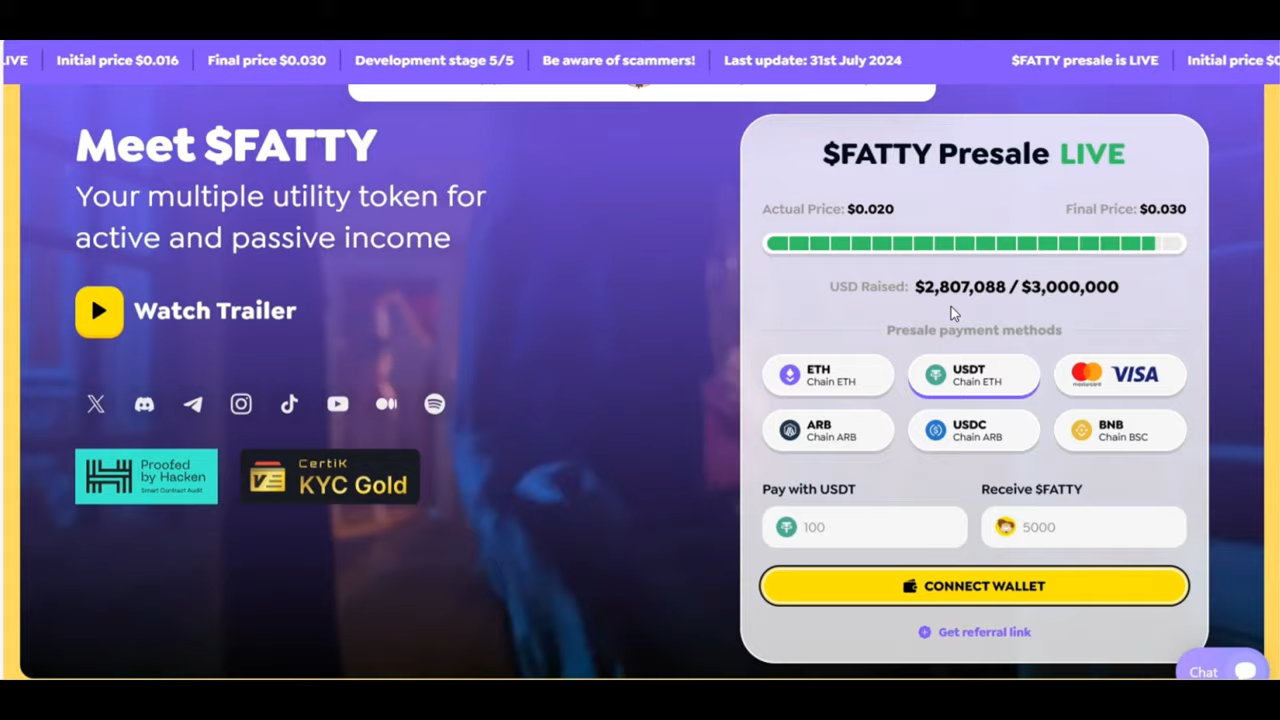 .IVE
Initial price $0.016
Final price $0.030
Development stage 5/5
Be aware of scammers!
Last update: 31st July 2024
$FATTY presale is LIVE
Initial price $0
Meet $FATTY
Your multiple utility token for
active and passive income
Watch Trailer
Proofed
by Hacken
Smart Contract Audit
CertiK
KYC Gold
$FATTY Presale LIVE
Actual Price: $0.020
Final Price: $0.030
USD Raised: $2,807,088 / $3,000,000
Presale payment methods
ETH
Chain ETH
USDT
Chain ETH
mastercard
VISA
ARB
Chain ARB
USDC
Chain ARB
BNB
Chain BSC
Pay with USDT
Receive $FATTY
100
5000
CONNECT WALLET
Get referral link
Chat